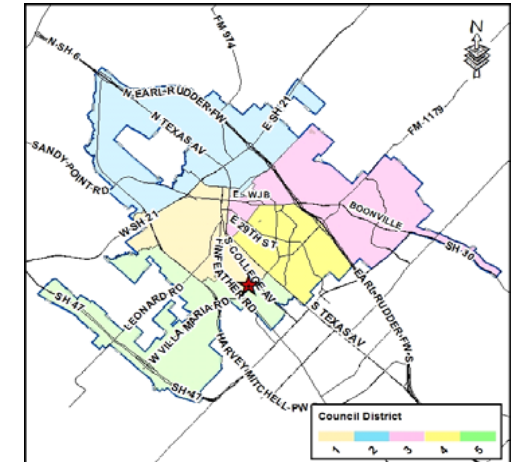 N
FM 974
N-SH-6
N-EARL-RUDDER-FW
E SH-21
N TEXAS AV
FM-1179
SANDY-POINT-RD
E WJB
BOONVILLE
W-SH-21
E 29TH ST
SH-30
S COLLEGE AV
FINFEATHER RD
EARL-RUDDER-FW-S
LEONARD RD
S TEXAS AV
SH 47
W VILLA MARIA RD
HARVEY MITCHELL-PW
SH-47
Council District
1 2 3 4 5